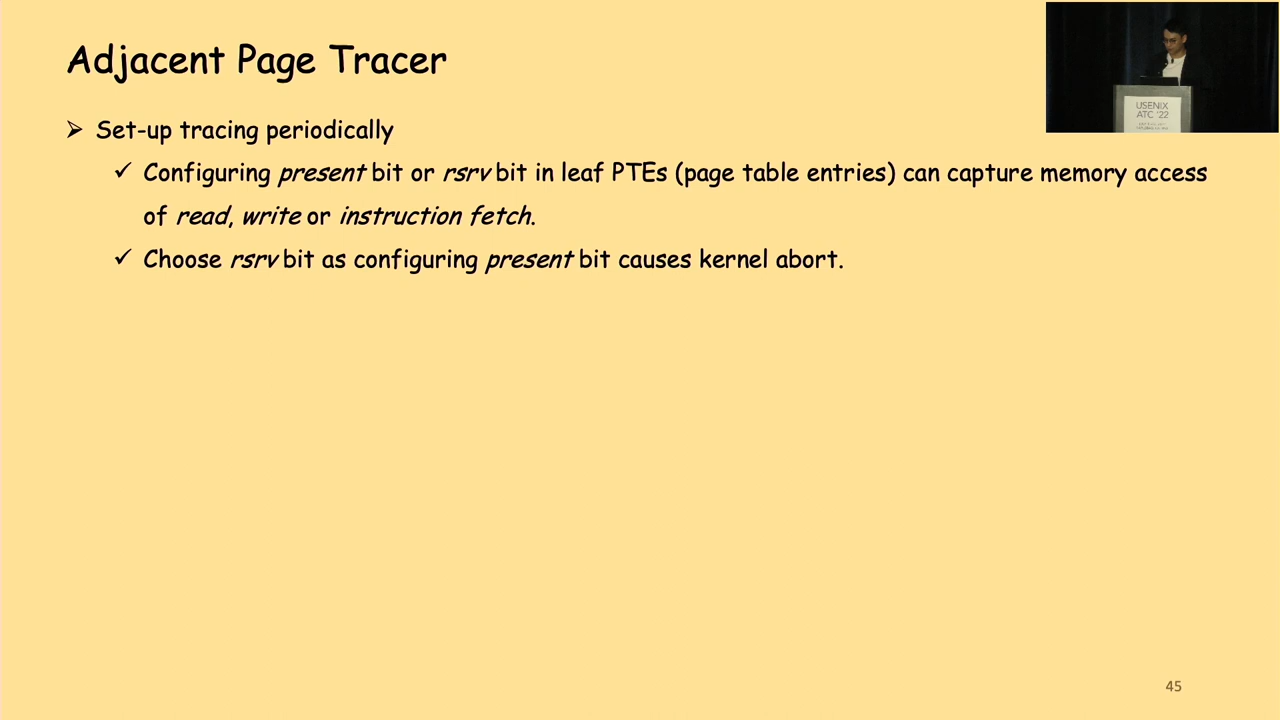 Adjacent Page Tracer
➢ Set-up tracing periodically
✓ Configuring present bit or rsrv bit in leaf PTEs (page table entries) can capture memory access
of read, write or instruction fetch.
✓ Choose rsrv bit as configuring present bit causes kernel abort.
USENIX
ATC '22
45